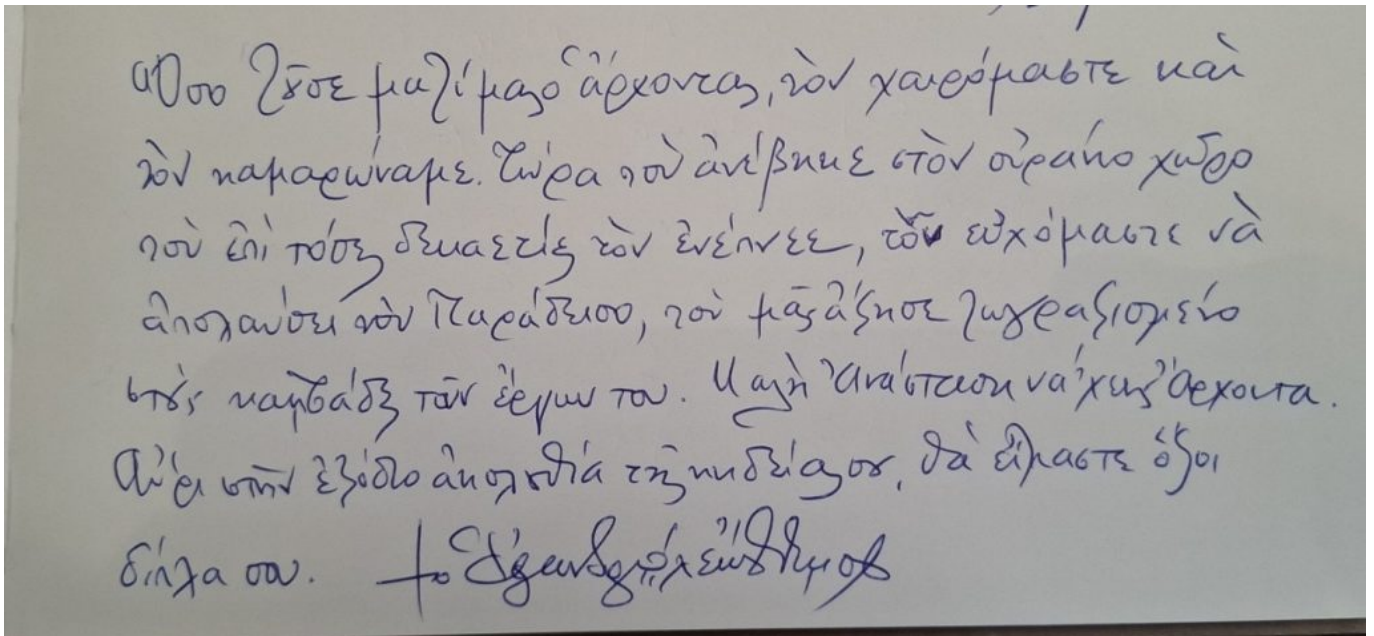 Ὅσο ζοῦσε μαζί μας ὁ ἄρχοντας, τὸν χαιρόμαστε καὶ
τὸν καμαρώναμε. Τώρα ποὺ ἀνέβηκε στὸν οὐράνιο χῶρο
ποὺ ἐπὶ τόσες δεκαετίες τὸν ἐνέπνεε, τοῦ εὐχόμαστε νὰ
ἀπολαύσει τὸν Παράδεισο, ποὺ μᾶς ἄφησε ζωγραφισμένο
στοὺς καμβάδες τῶν ἔργων του. Καλὴ Ἀνάσταση νά 'χεις Ἄρχοντα.
Αὔριο στὴν ἐξόδιο ἀκολουθία τῆς κηδείας σου, θὰ εἴμαστε ὅλοι
δίπλα σου.